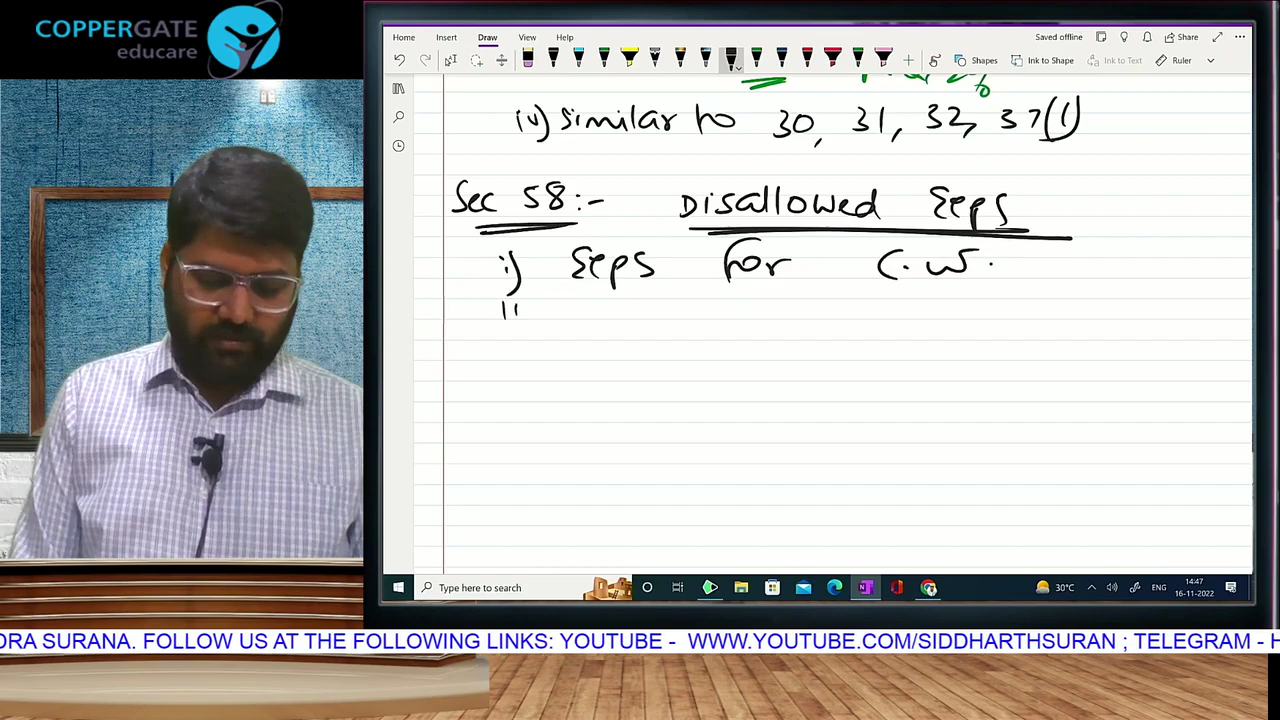 COPPERGATE
educare
Home Insert Draw View Help
Saved offline
Share
Shapes
Ink to Shape
Ink to Text
Ruler
iv) similar to 30, 31, 32, 37(1)
Sec 58:- Disallowed Exps
i) Exps for C.W.
ii
Type here to search
30°C
ENG
14:47
16-11-2022
DRA SURANA. FOLLOW US AT THE FOLLOWING LINKS: YOUTUBE - WWW.YOUTUBE.COM/SIDDHARTHSURAN ; TELEGRAM - H